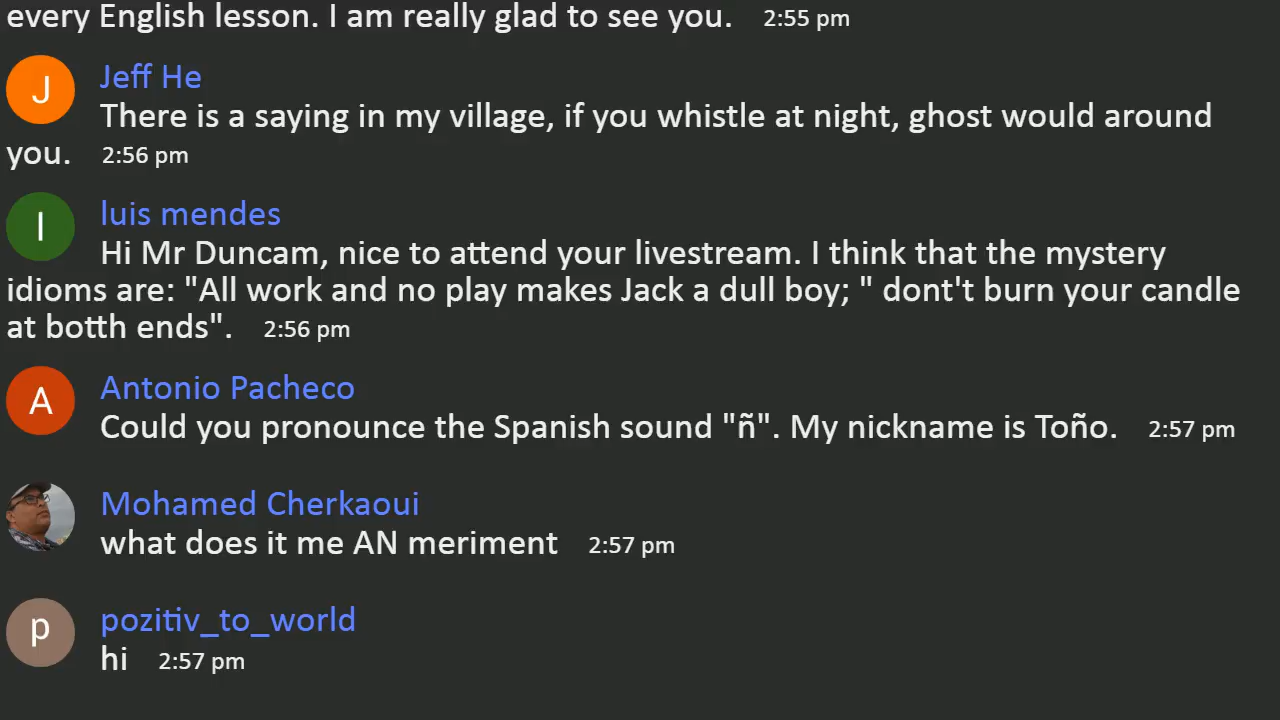 every English lesson. I am really glad to see you. 2:55 pm
J
Jeff He
There is a saying in my village, if you whistle at night, ghost would around
you. 2:56 pm
l
luis mendes
Hi Mr Duncam, nice to attend your livestream. I think that the mystery
idioms are: "All work and no play makes Jack a dull boy; " dont't burn your candle
at botth ends". 2:56 pm
A
Antonio Pacheco
Could you pronounce the Spanish sound "ñ". My nickname is Toño. 2:57 pm
Mohamed Cherkaoui
what does it me AN meriment 2:57 pm
p
pozitiv_to_world
hi 2:57 pm